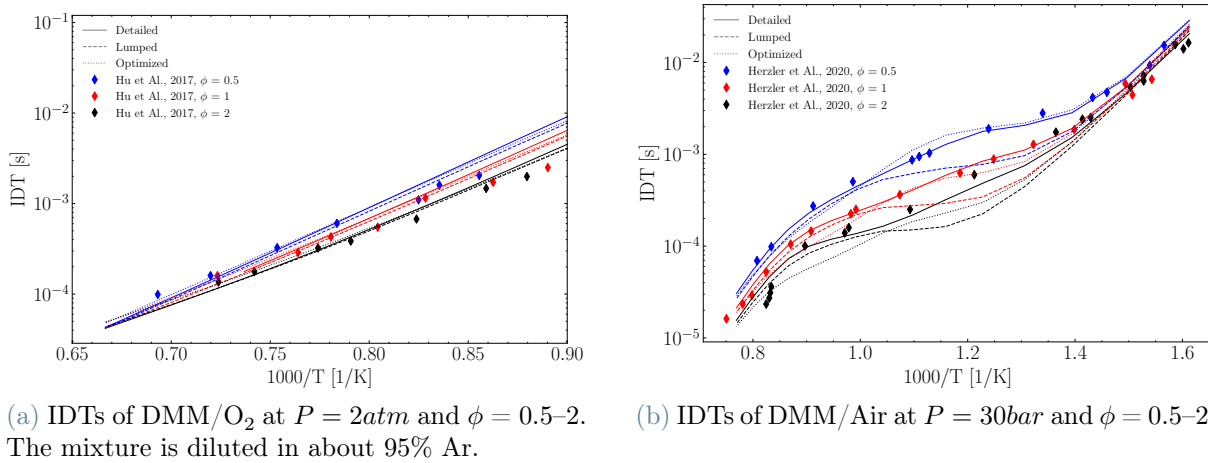 10⁻¹
10⁻²
10⁻³
10⁻⁴
IDT [s]
Detailed
Lumped
Optimized
Hu et Al., 2017, ϕ = 0.5
Hu et Al., 2017, ϕ = 1
Hu et Al., 2017, ϕ = 2
0.65 0.70 0.75 0.80 0.85 0.90
1000/T [1/K]
(a) IDTs of DMM/O₂ at P = 2atm and ϕ = 0.5–2.
The mixture is diluted in about 95% Ar.
10⁻²
10⁻³
10⁻⁴
10⁻⁵
IDT [s]
Detailed
Lumped
Optimized
Herzler et Al., 2020, ϕ = 0.5
Herzler et Al., 2020, ϕ = 1
Herzler et Al., 2020, ϕ = 2
0.8 1.0 1.2 1.4 1.6
1000/T [1/K]
(b) IDTs of DMM/Air at P = 30bar and ϕ = 0.5–2